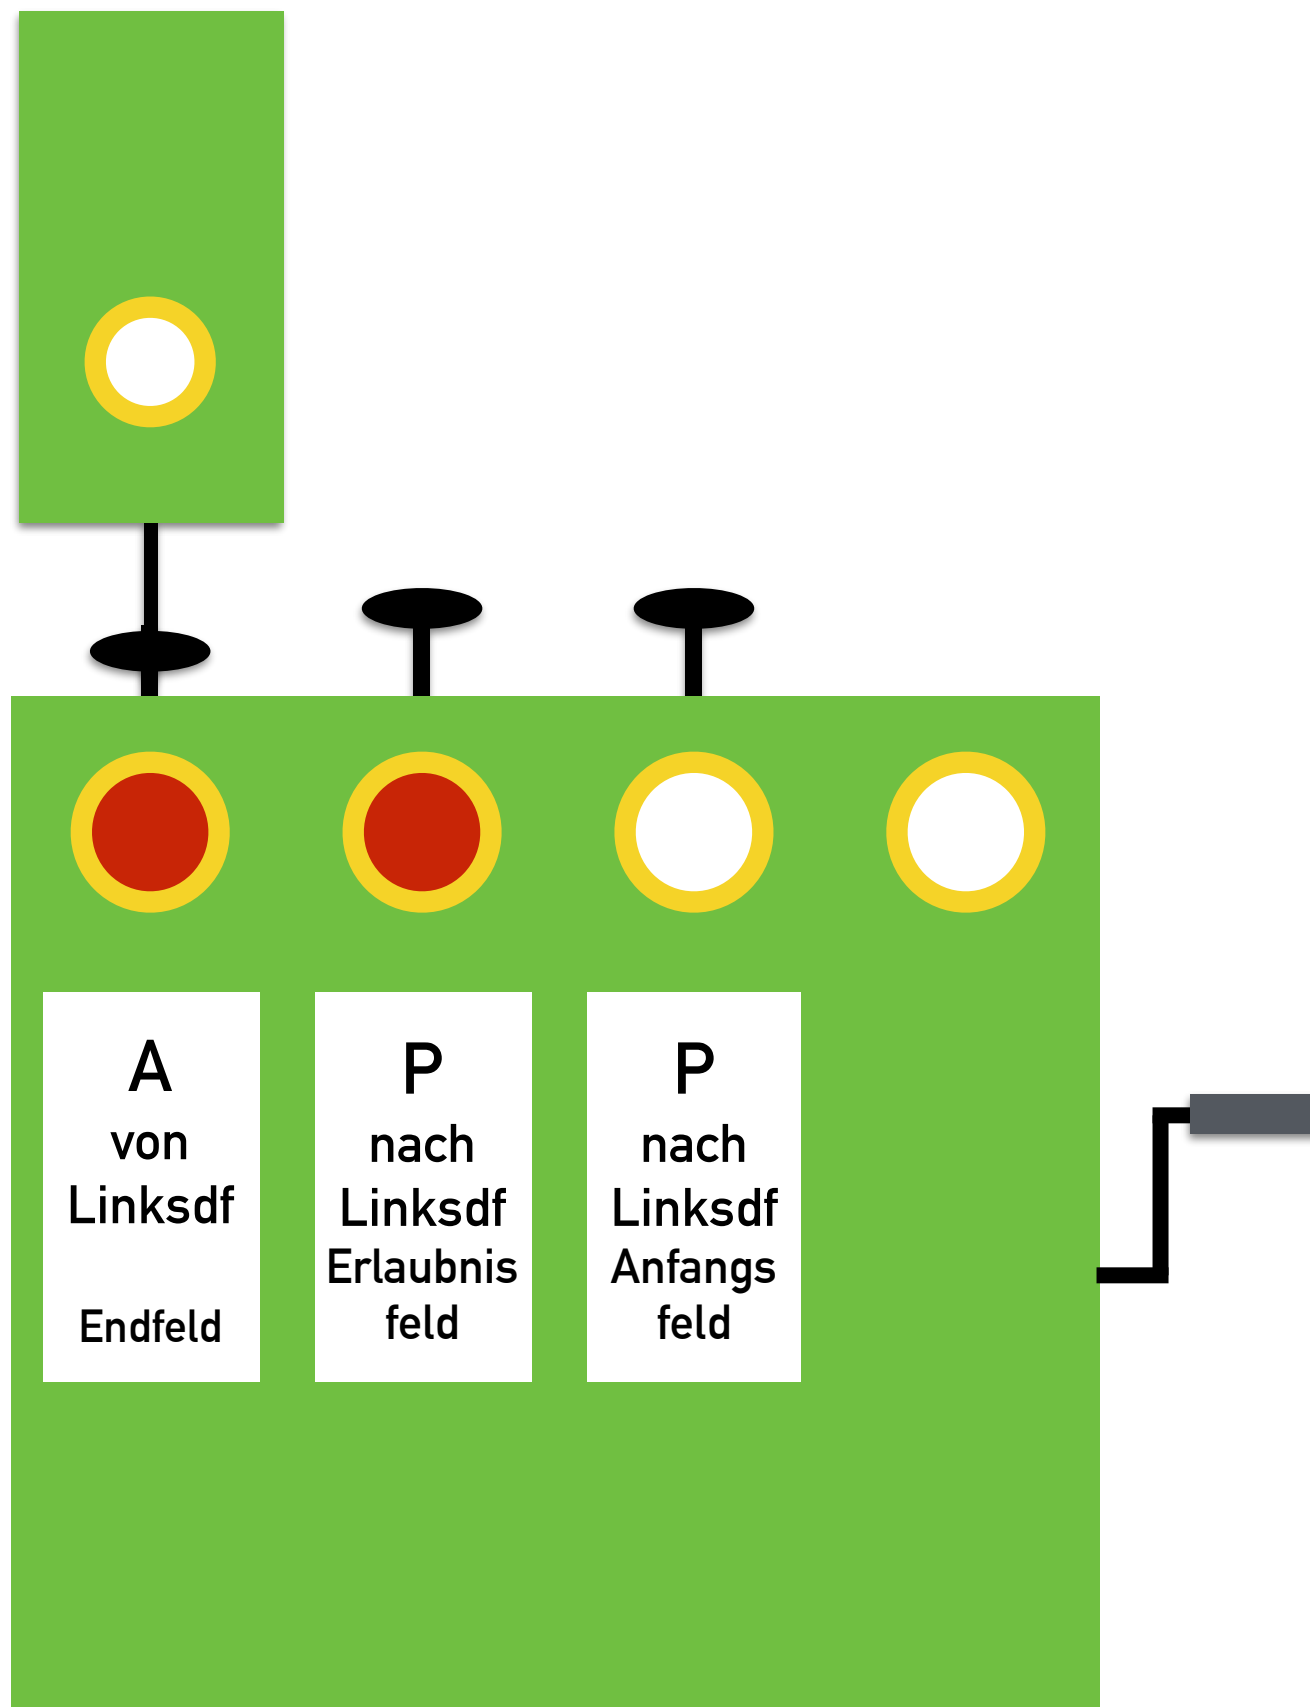 A
von
Linksdf
Endfeld
P
nach
Linksdf
Erlaubnis
feld
P
nach
Linksdf
Anfangs
feld